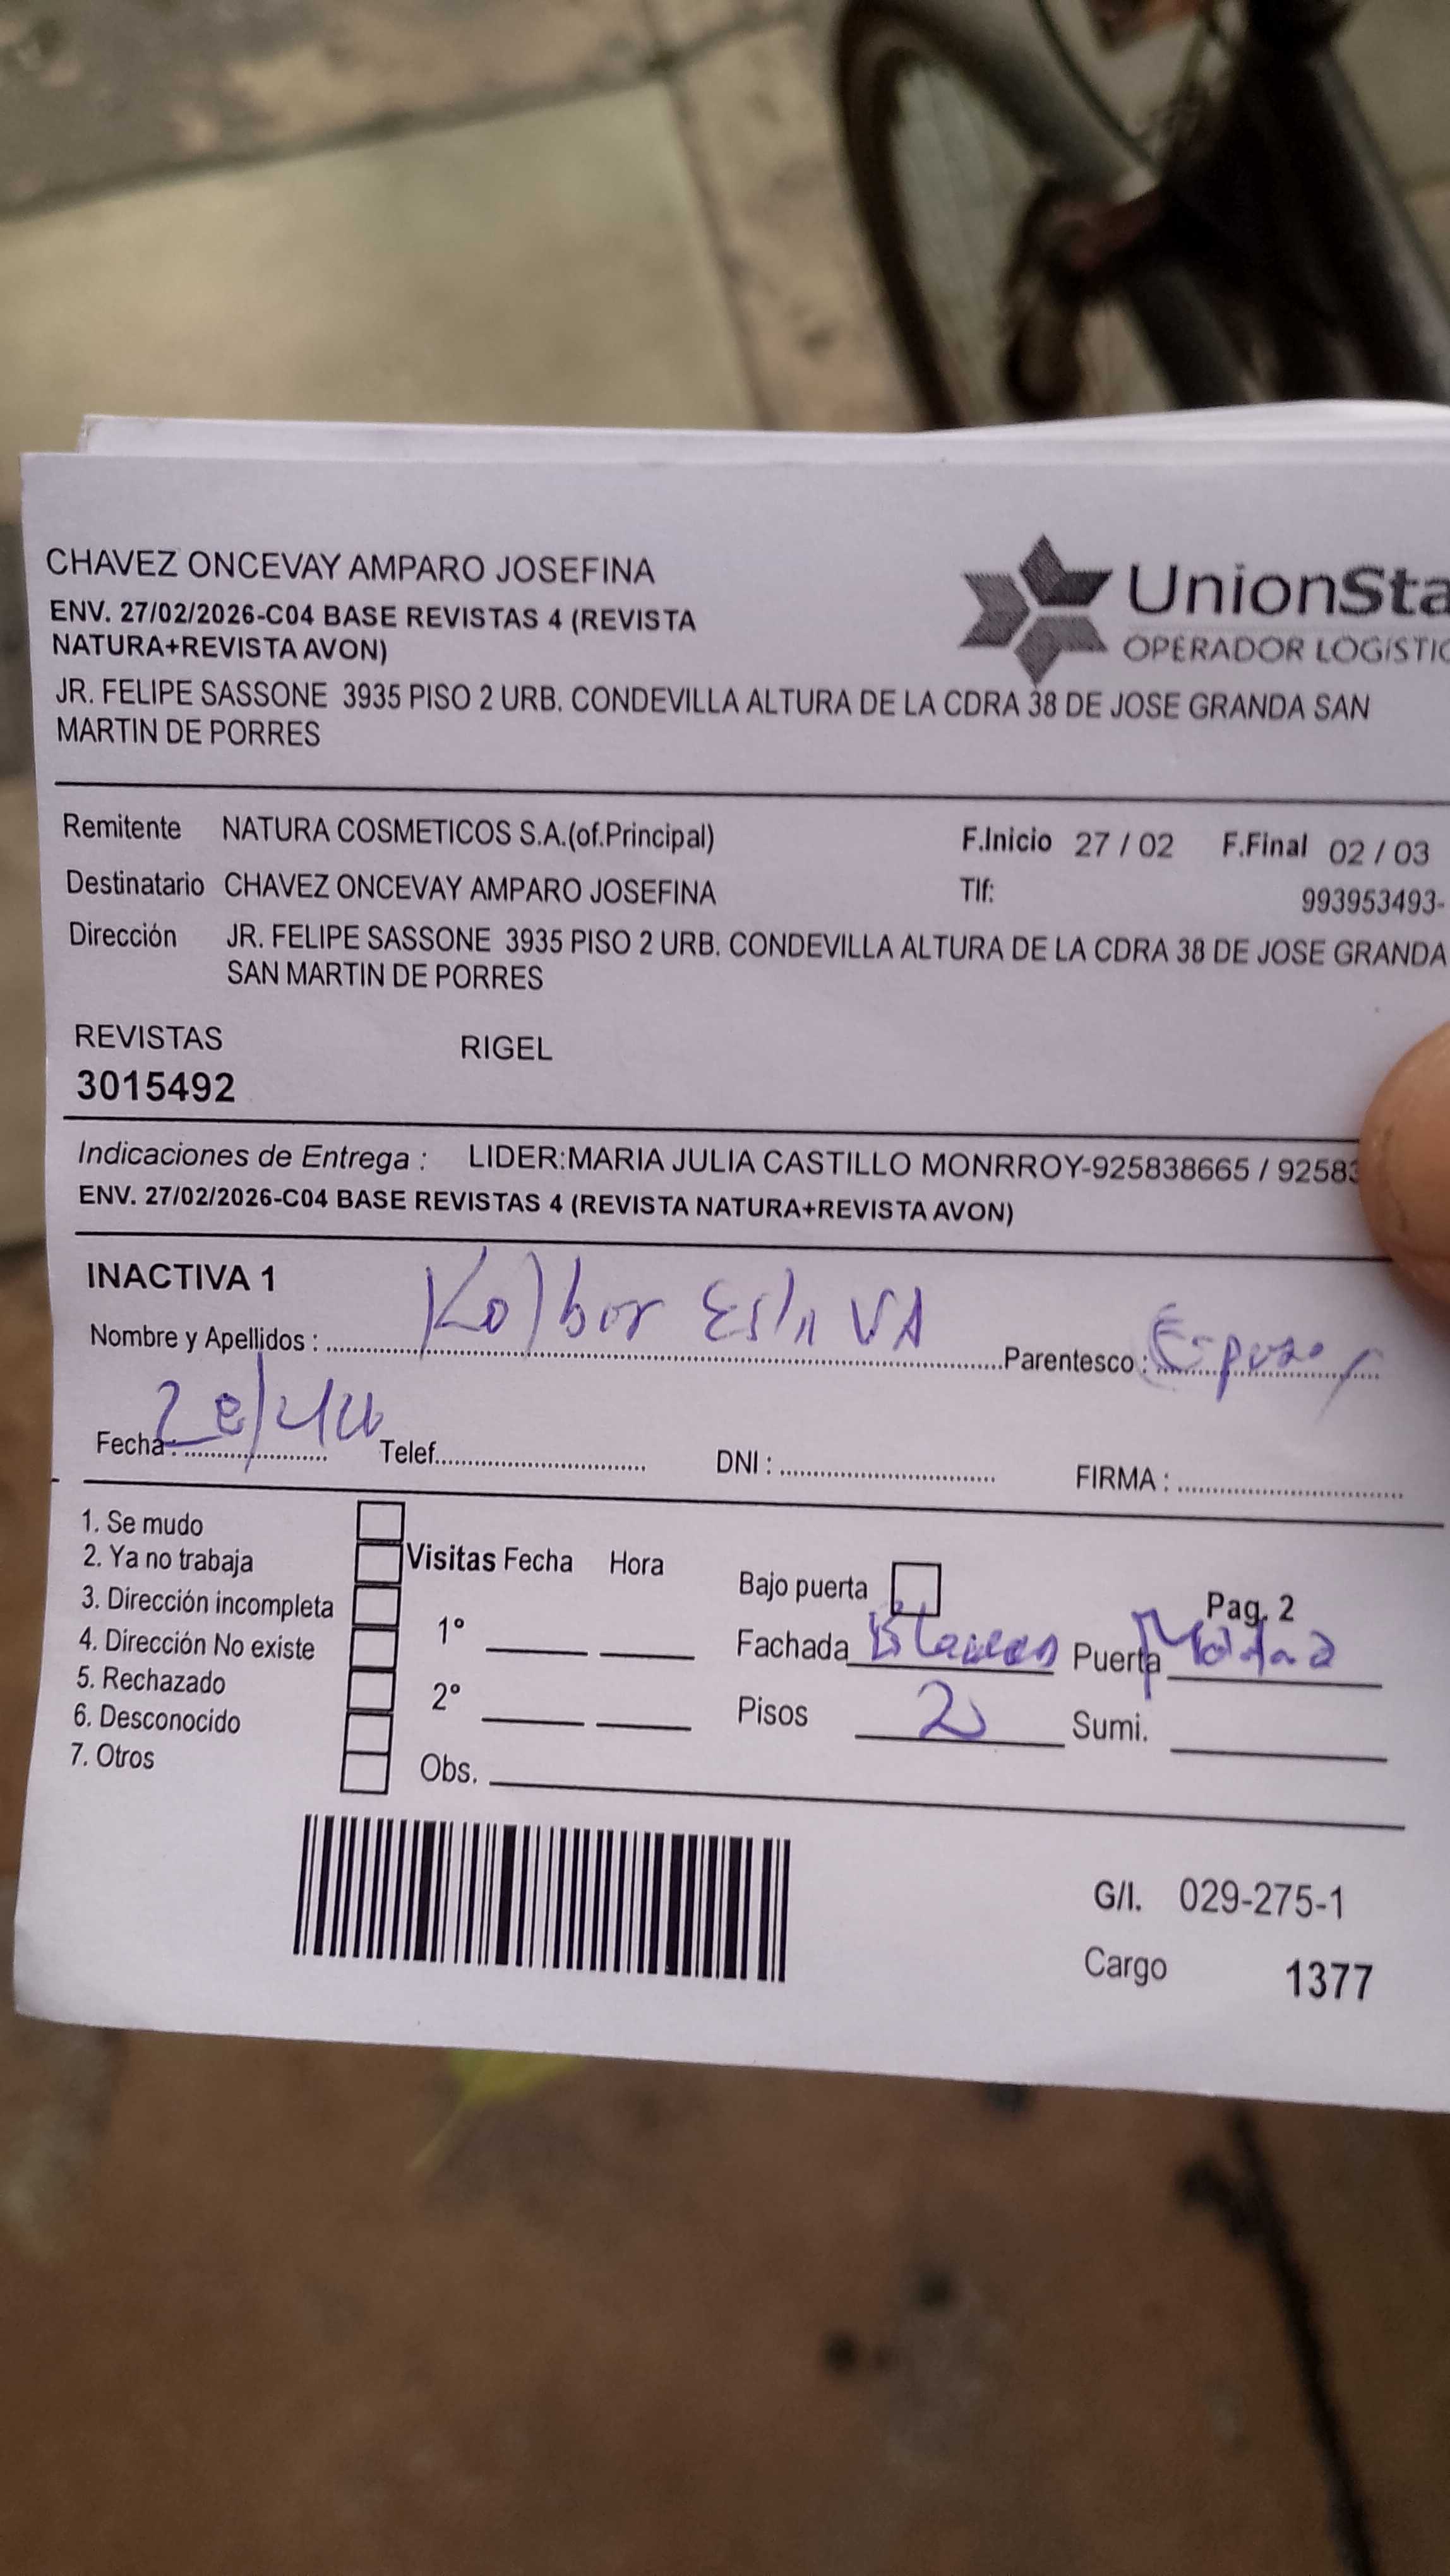 CHAVEZ ONCEVAY AMPARO JOSEFINA
ENV. 27/02/2026-C04 BASE REVISTAS 4 (REVISTA
NATURA+REVISTA AVON)
UnionSta
OPERADOR LOGÍSTIC
JR. FELIPE SASSONE 3935 PISO 2 URB. CONDEVILLA ALTURA DE LA CDRA 38 DE JOSE GRANDA SAN
MARTIN DE PORRES
Remitente NATURA COSMETICOS S.A.(of.Principal) F.Inicio 27 / 02 F.Final 02 / 03
Destinatario CHAVEZ ONCEVAY AMPARO JOSEFINA Tlf: 993953493-
Dirección JR. FELIPE SASSONE 3935 PISO 2 URB. CONDEVILLA ALTURA DE LA CDRA 38 DE JOSE GRANDA
SAN MARTIN DE PORRES
REVISTAS RIGEL
3015492
Indicaciones de Entrega : LIDER:MARIA JULIA CASTILLO MONRROY-925838665 / 9258
ENV. 27/02/2026-C04 BASE REVISTAS 4 (REVISTA NATURA+REVISTA AVON)
INACTIVA 1
Nombre y Apellidos : Parentesco :
Fecha : Telef. DNI : FIRMA :
1. Se mudo
2. Ya no trabaja
3. Dirección incompleta
4. Dirección No existe
5. Rechazado
6. Desconocido
7. Otros
Visitas Fecha Hora
1°
2°
Obs.
Bajo puerta Pag. 2
Fachada Puerta
Pisos 2 Sumi.
G/I. 029-275-1
Cargo 1377